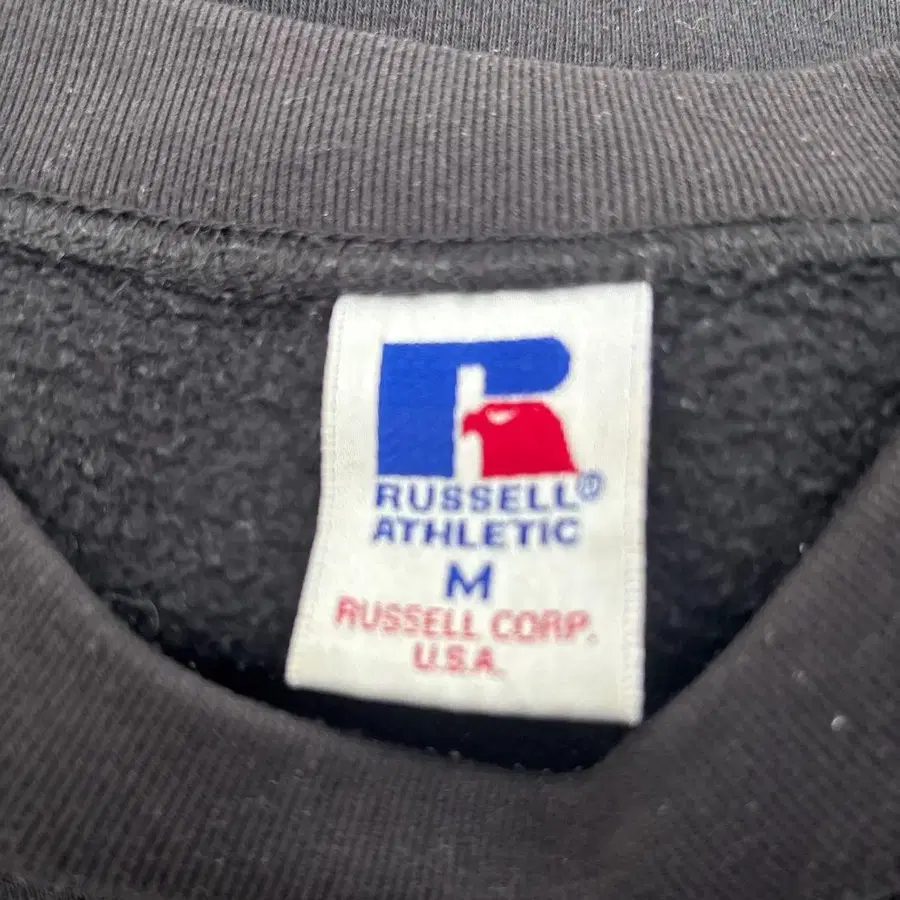 RUSSELL®
ATHLETIC
M
RUSSELL CORP.
U.S.A.